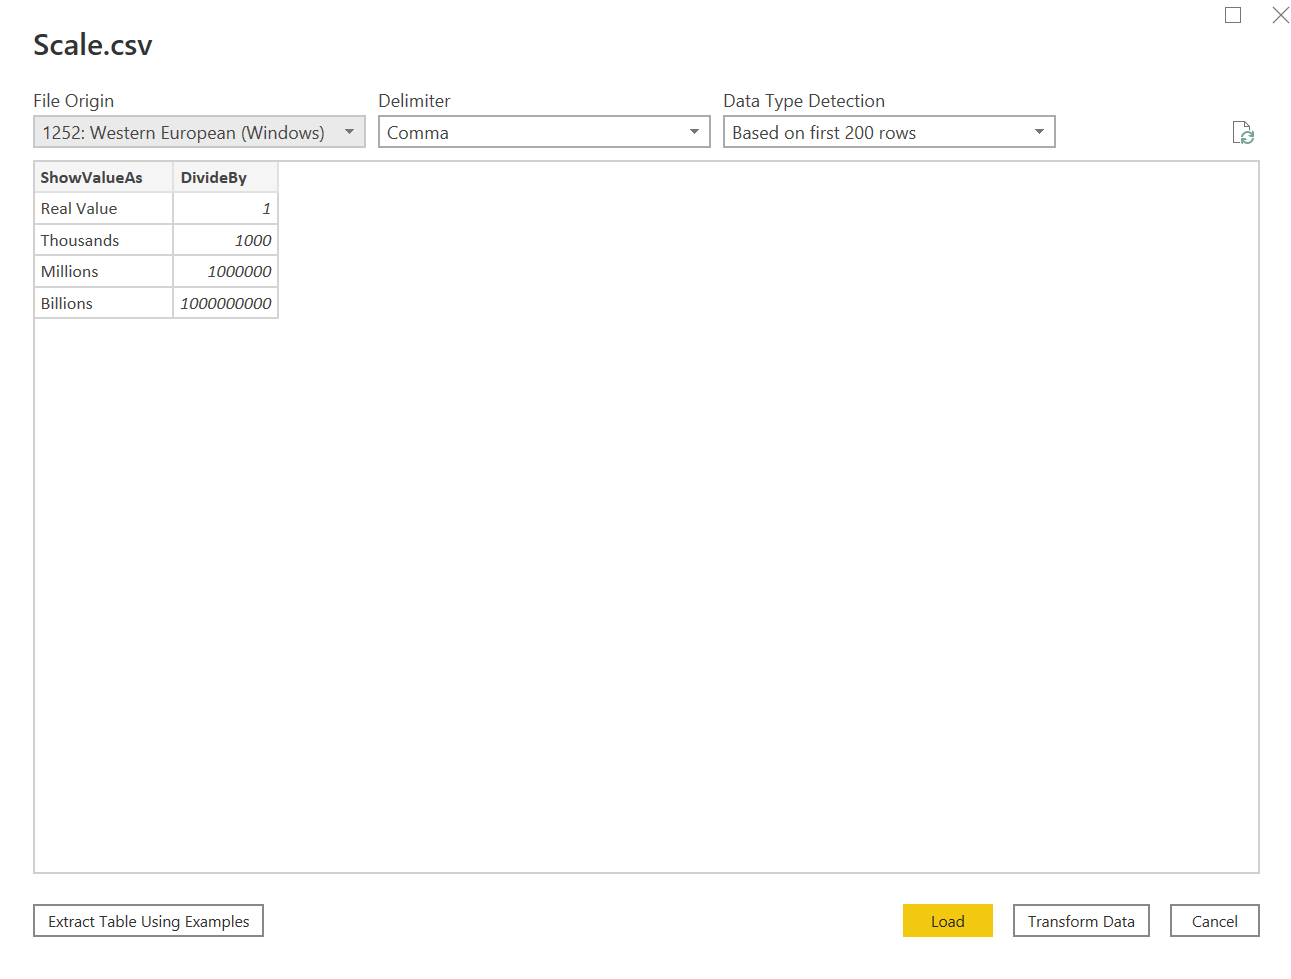 Scale.csv
File Origin Delimiter Data Type Detection
1252: Western European (Windows) Comma Based on first 200 rows
ShowValueAs DivideBy
Real Value 1
Thousands 1000
Millions 1000000
Billions 1000000000
Extract Table Using Examples Load Transform Data Cancel